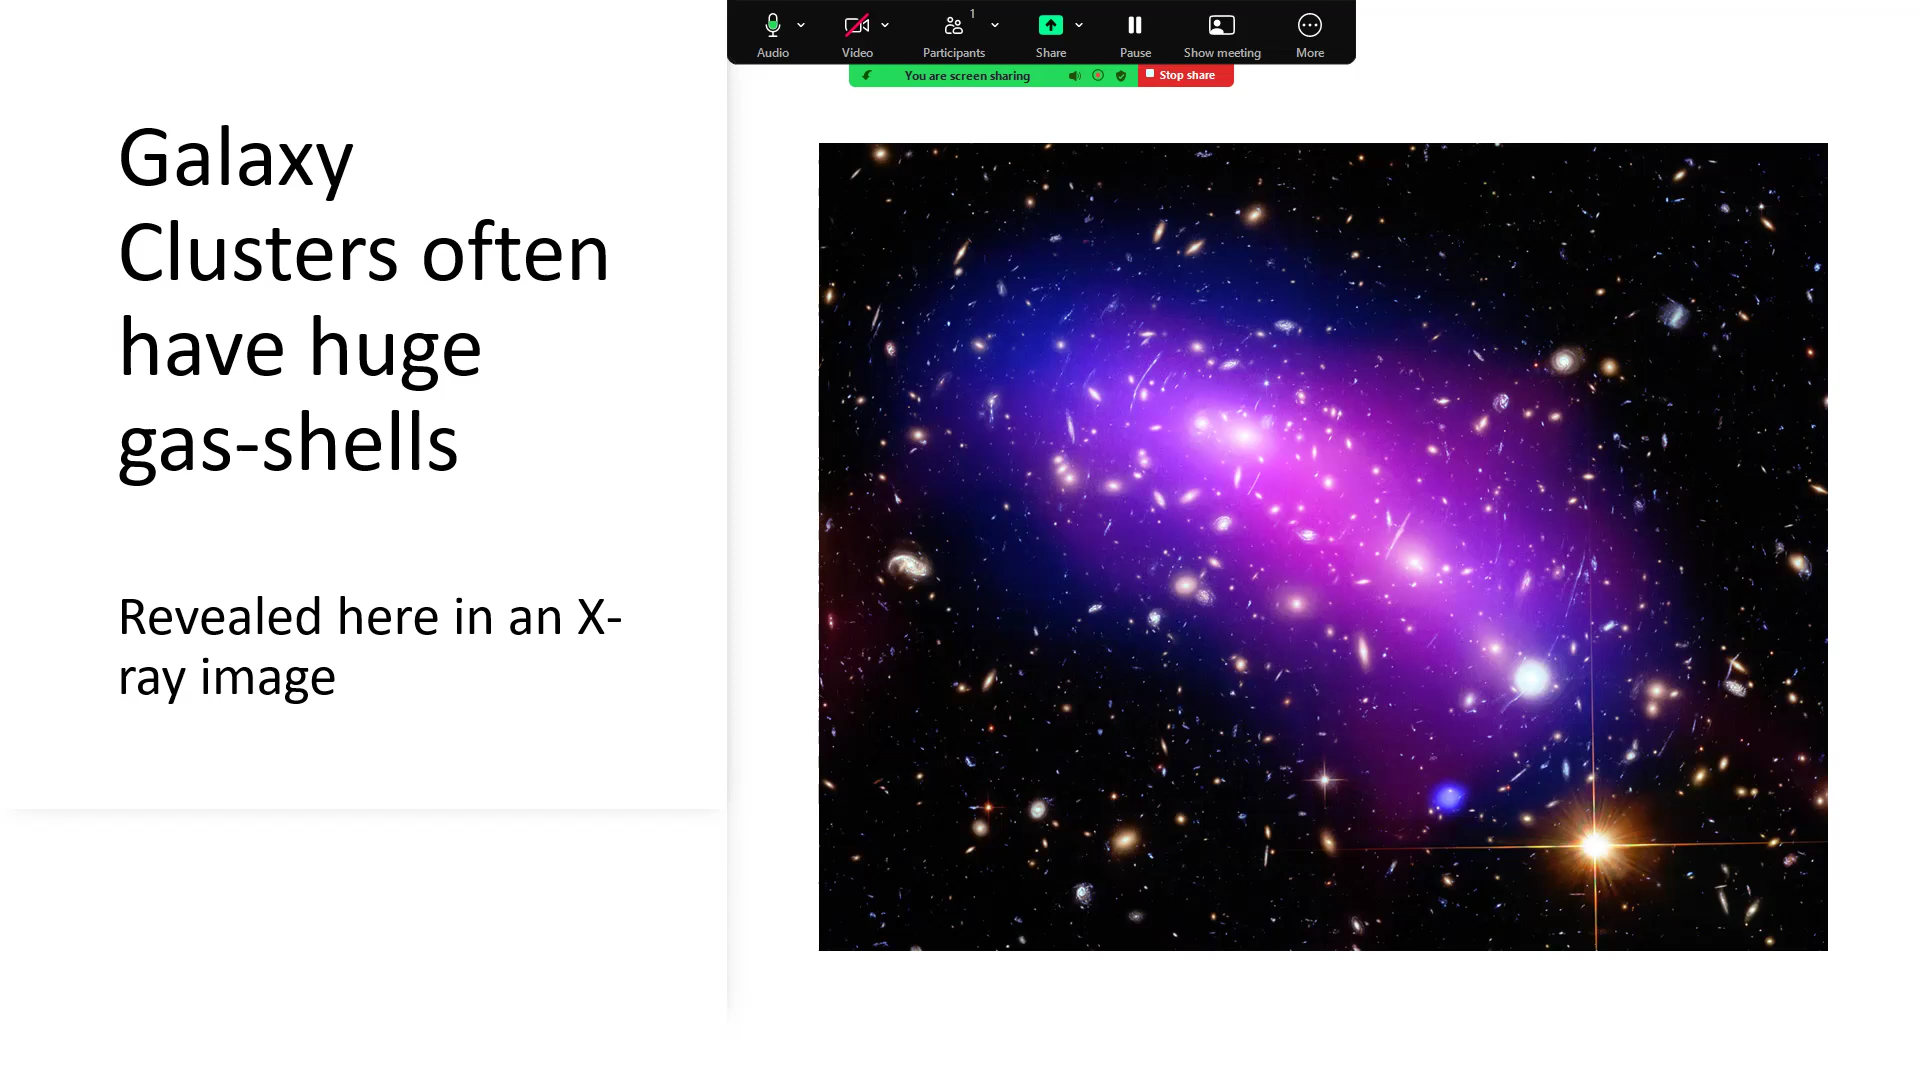 1
Audio
Video
Participants
Share
Pause
Show meeting
More
You are screen sharing
Stop share
Galaxy
Clusters often
have huge
gas-shells
Revealed here in an X-
ray image